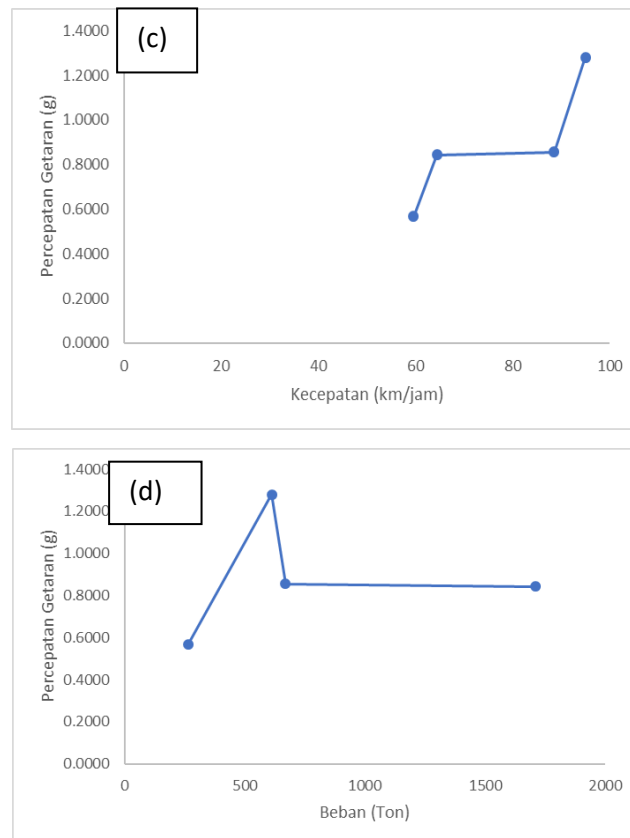 (c)
1.4000
1.2000
1.0000
0.8000
0.6000
0.4000
0.2000
0.0000
Percepatan Getaran (g)
0 20 40 60 80 100
Kecepatan (km/jam)
(d)
1.4000
1.2000
1.0000
0.8000
0.6000
0.4000
0.2000
0.0000
Percepatan Getaran (g)
0 500 1000 1500 2000
Beban (Ton)